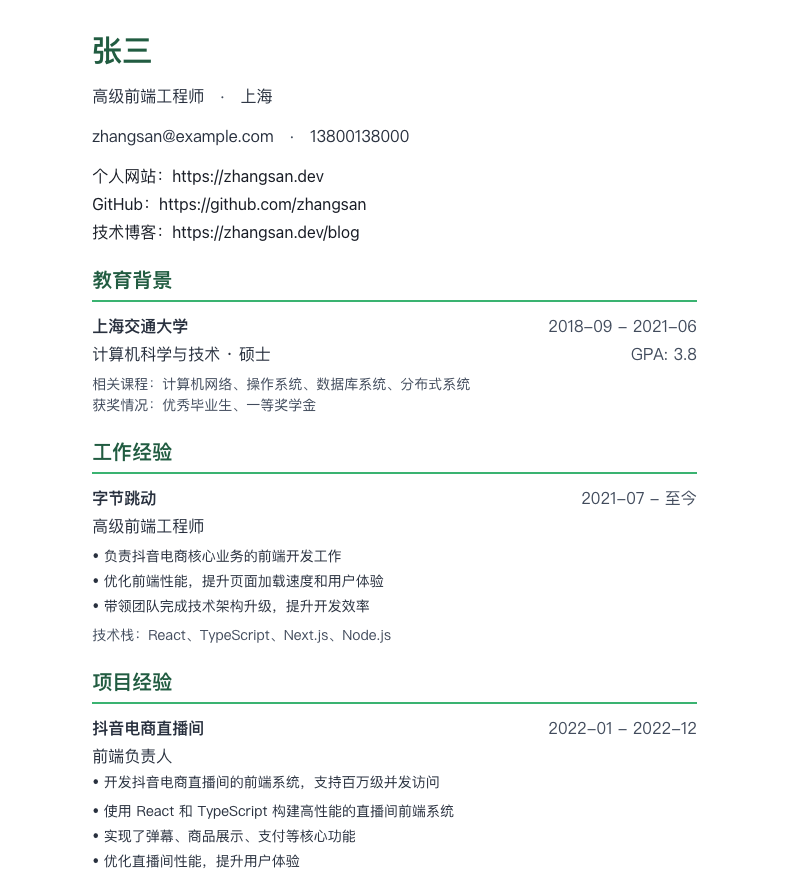 张三
高级前端工程师 · 上海
zhangsan@example.com · 13800138000
个人网站：https://zhangsan.dev
GitHub：https://github.com/zhangsan
技术博客：https://zhangsan.dev/blog
教育背景
上海交通大学 2018-09 - 2021-06
计算机科学与技术 · 硕士 GPA: 3.8
相关课程：计算机网络、操作系统、数据库系统、分布式系统
获奖情况：优秀毕业生、一等奖学金
工作经验
字节跳动 2021-07 - 至今
高级前端工程师
• 负责抖音电商核心业务的前端开发工作
• 优化前端性能，提升页面加载速度和用户体验
• 带领团队完成技术架构升级，提升开发效率
技术栈：React、TypeScript、Next.js、Node.js
项目经验
抖音电商直播间 2022-01 - 2022-12
前端负责人
• 开发抖音电商直播间的前端系统，支持百万级并发访问
• 使用 React 和 TypeScript 构建高性能的直播间前端系统
• 实现了弹幕、商品展示、支付等核心功能
• 优化直播间性能，提升用户体验